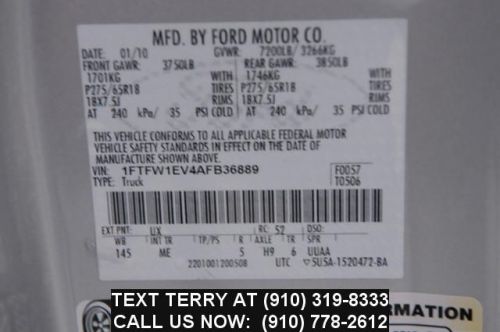 MFD. BY FORD MOTOR CO.
DATE: 01/10 GVWR: 7200LB/ 3266KG
FRONT GAWR: 3750LB REAR GAWR: 3850LB
1701KG WITH 1746KG WITH
P275/65R18 TIRES P275/65R18 TIRES
18X7.5J RIMS 18X7.5J RIMS
AT 240 kPa/ 35 PSI COLD AT 240 kPa/ 35 PSI COLD
THIS VEHICLE CONFORMS TO ALL APPLICABLE FEDERAL MOTOR
VEHICLE SAFETY STANDARDS IN EFFECT ON THE DATE OF
MANUFACTURE SHOWN ABOVE.
VIN: 1FTFW1EV4AFB36889 F0057
TYPE: Truck T0506
EXT PNT: UX RC: 52 DSO:
WB INT TR TP/PS R AXLE TR SPR
145 ME 5 H9 6 UUAA
2201001200508 UTC 5U5A-1520472-BA
TEXT TERRY AT (910) 319-8333
CALL US NOW: (910) 778-2612